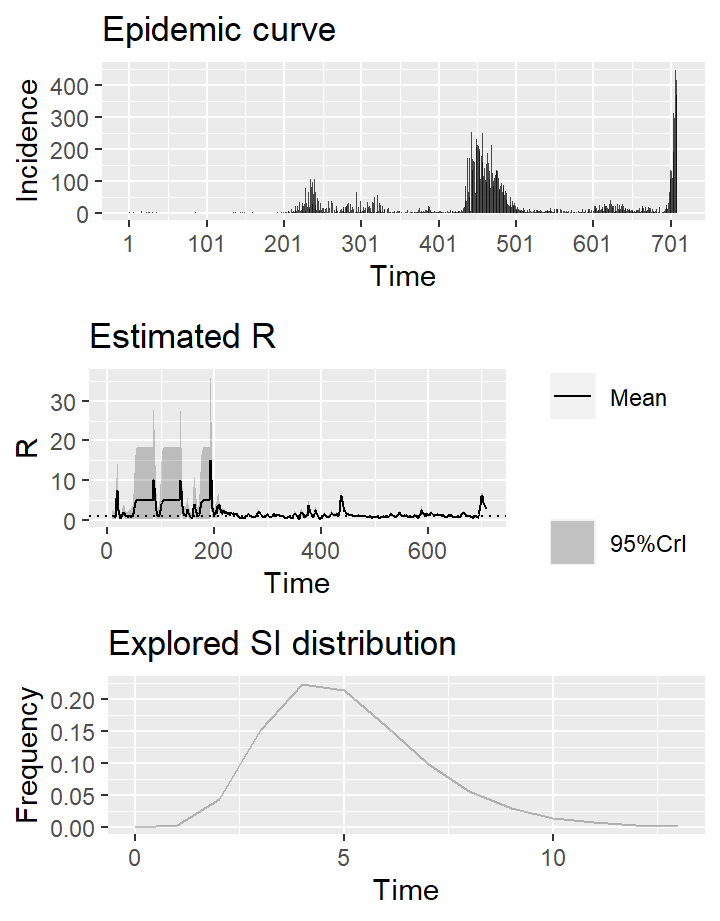 Epidemic curve
Incidence
400
300
200
100
0
1 101 201 301 401 501 601 701
Time
Estimated R
R
30
20
10
0
0 200 400 600
Time
Mean
95%CrI
Explored SI distribution
Frequency
0.20
0.15
0.10
0.05
0.00
0 5 10
Time